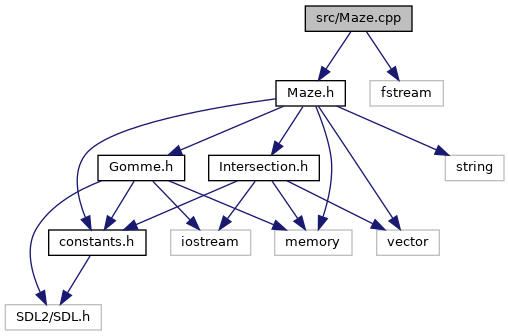 src/Maze.cpp
Maze.h
fstream
Gomme.h
Intersection.h
string
constants.h
iostream
memory
vector
SDL2/SDL.h